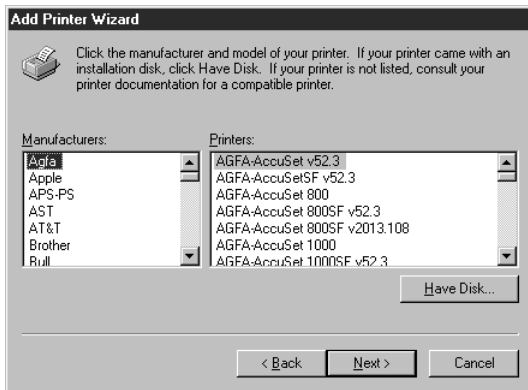 Add Printer Wizard
Click the manufacturer and model of your printer. If your printer came with an
installation disk, click Have Disk. If your printer is not listed, consult your
printer documentation for a compatible printer.
Manufacturers:
Agfa
Apple
APS-PS
AST
AT&T
Brother
Bull
Printers:
AGFA-AccuSet v52.3
AGFA-AccuSetSF v52.3
AGFA-AccuSet 800
AGFA-AccuSet 800SF v52.3
AGFA-AccuSet 800SF v2013.108
AGFA-AccuSet 1000
AGFA-AccuSet 1000SF v52.3
Have Disk...
< Back
Next >
Cancel